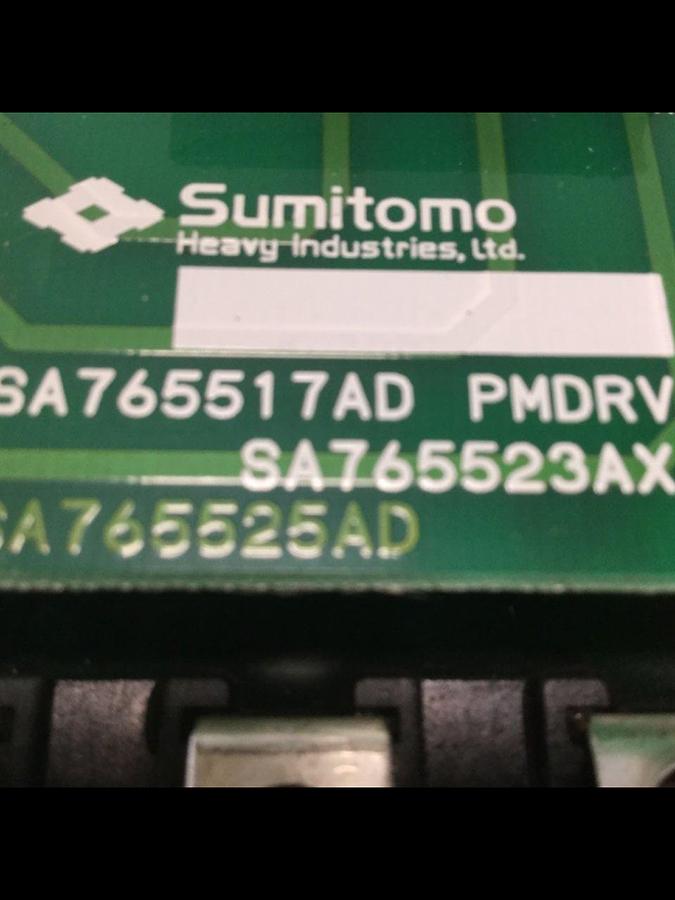 Sumitomo
Heavy Industries, Ltd.
SA765517AD PMDRV
SA765523AX
SA765525AD